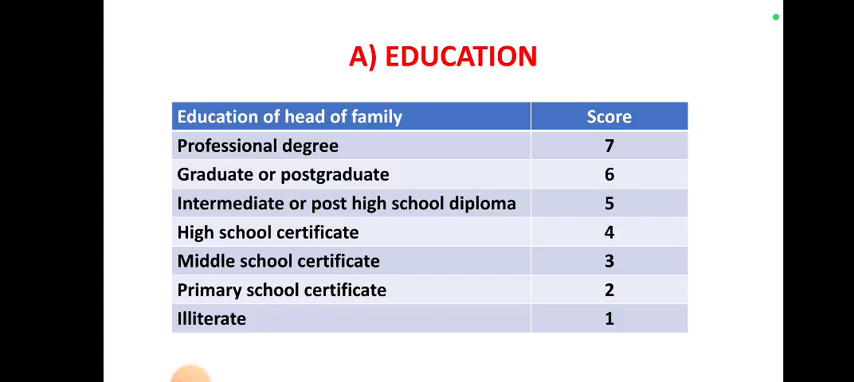 A) EDUCATION
Education of head of family Score
Professional degree 7
Graduate or postgraduate 6
Intermediate or post high school diploma 5
High school certificate 4
Middle school certificate 3
Primary school certificate 2
Illiterate 1